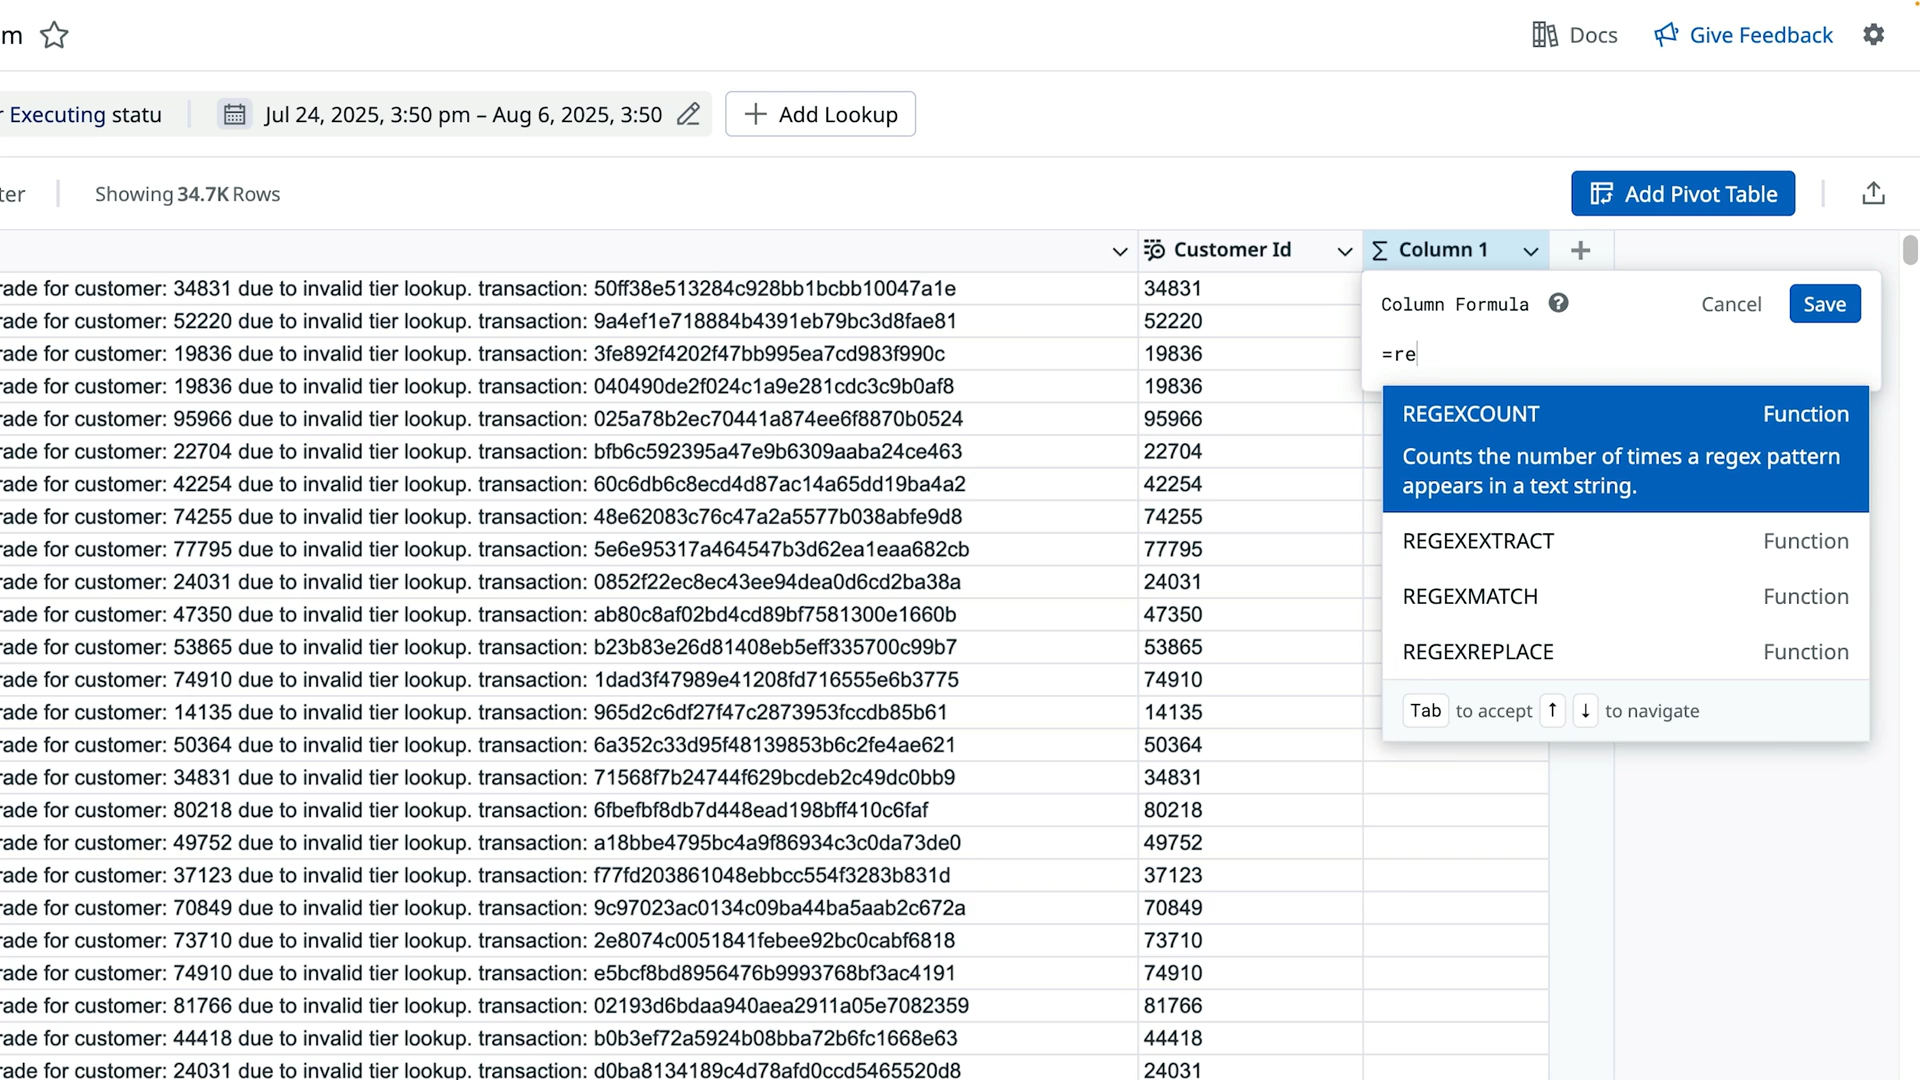 m
Docs
Give Feedback
r Executing statu
Jul 24, 2025, 3:50 pm – Aug 6, 2025, 3:50
Add Lookup
ter
Showing 34.7K Rows
Add Pivot Table
Customer Id
Column 1
rade for customer: 34831 due to invalid tier lookup. transaction: 50ff38e513284c928bb1bcbb10047a1e 34831
rade for customer: 52220 due to invalid tier lookup. transaction: 9a4ef1e718884b4391eb79bc3d8fae81 52220
rade for customer: 19836 due to invalid tier lookup. transaction: 3fe892f4202f47bb995ea7cd983f990c 19836
rade for customer: 19836 due to invalid tier lookup. transaction: 040490de2f024c1a9e281cdc3c9b0af8 19836
rade for customer: 95966 due to invalid tier lookup. transaction: 025a78b2ec70441a874ee6f8870b0524 95966
rade for customer: 22704 due to invalid tier lookup. transaction: bfb6c592395a47e9b6309aaba24ce463 22704
rade for customer: 42254 due to invalid tier lookup. transaction: 60c6db6c8ecd4d87ac14a65dd19ba4a2 42254
rade for customer: 74255 due to invalid tier lookup. transaction: 48e62083c76c47a2a5577b038abfe9d8 74255
rade for customer: 77795 due to invalid tier lookup. transaction: 5e6e95317a464547b3d62ea1eaa682cb 77795
rade for customer: 24031 due to invalid tier lookup. transaction: 0852f22ec8ec43ee94dea0d6cd2ba38a 24031
rade for customer: 47350 due to invalid tier lookup. transaction: ab80c8af02bd4cd89bf7581300e1660b 47350
rade for customer: 53865 due to invalid tier lookup. transaction: b23b83e26d81408eb5eff335700c99b7 53865
rade for customer: 74910 due to invalid tier lookup. transaction: 1dad3f47989e41208fd716555e6b3775 74910
rade for customer: 14135 due to invalid tier lookup. transaction: 965d2c6df27f47c2873953fccdb85b61 14135
rade for customer: 50364 due to invalid tier lookup. transaction: 6a352c33d95f48139853b6c2fe4ae621 50364
rade for customer: 34831 due to invalid tier lookup. transaction: 71568f7b24744f629bcdeb2c49dc0bb9 34831
rade for customer: 80218 due to invalid tier lookup. transaction: 6fbefbf8db7d448ead198bff410c6faf 80218
rade for customer: 49752 due to invalid tier lookup. transaction: a18bbe4795bc4a9f86934c3c0da73de0 49752
rade for customer: 37123 due to invalid tier lookup. transaction: f77fd203861048ebbcc554f3283b831d 37123
rade for customer: 70849 due to invalid tier lookup. transaction: 9c97023ac0134c09ba44ba5aab2c672a 70849
rade for customer: 73710 due to invalid tier lookup. transaction: 2e8074c0051841febee92bc0cabf6818 73710
rade for customer: 74910 due to invalid tier lookup. transaction: e5bcf8bd8956476b9993768bf3ac4191 74910
rade for customer: 81766 due to invalid tier lookup. transaction: 02193d6bdaa940aea2911a05e7082359 81766
rade for customer: 44418 due to invalid tier lookup. transaction: b0b3ef72a5924b08bba72b6fc1668e63 44418
rade for customer: 24031 due to invalid tier lookup. transaction: d0ba8134189c4d78afd0ccd5465520d8 24031
Column Formula
Cancel
Save
=re
REGEXCOUNT Function
Counts the number of times a regex pattern
appears in a text string.
REGEXEXTRACT Function
REGEXMATCH Function
REGEXREPLACE Function
Tab to accept ↑ ↓ to navigate